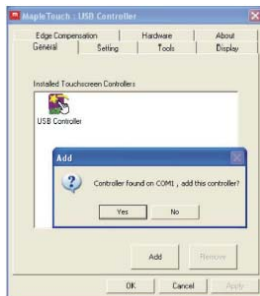 MapleTouch : USB Controller
Edge Compensation Hardware About
General Setting Tools Display
Installed Touchscreen Controllers
USB Controller
Add
Controller found on COM1 , add this controller?
Yes No
Add Remove
OK Cancel Apply